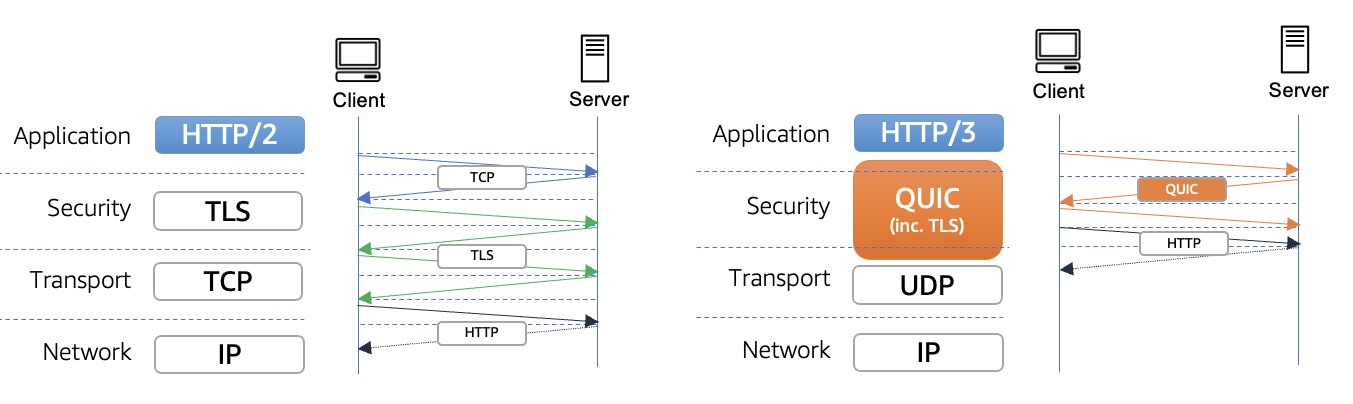 Client
Server
Application
HTTP/2
TCP
Security
TLS
TLS
Transport
TCP
HTTP
Network
IP
Client
Server
Application
HTTP/3
QUIC
Security
QUIC
(inc. TLS)
HTTP
Transport
UDP
Network
IP